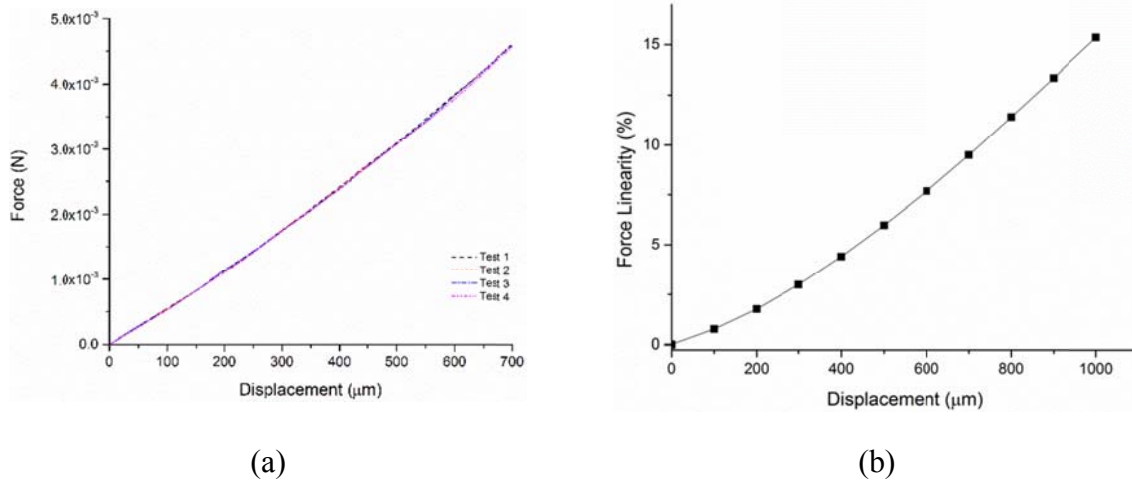 5.0x10⁻³
4.0x10⁻³
3.0x10⁻³
2.0x10⁻³
1.0x10⁻³
0.0
Force (N)
0 100 200 300 400 500 600 700
Displacement (μm)
Test 1
Test 2
Test 3
Test 4
(a)
15
10
5
0
Force Linearity (%)
0 200 400 600 800 1000
Displacement (μm)
(b)